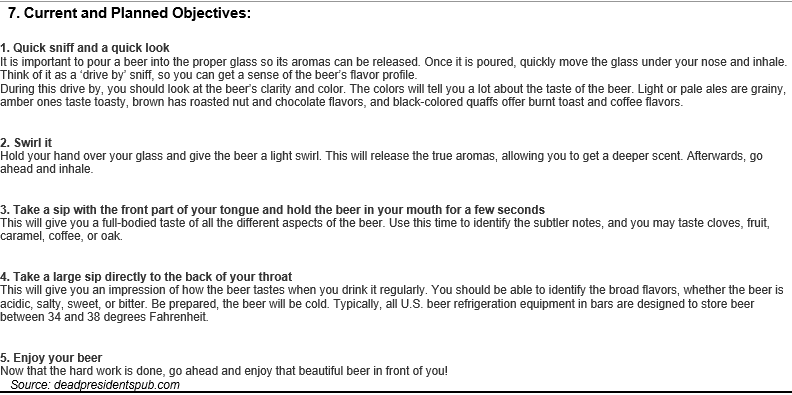 7. Current and Planned Objectives:
1. Quick sniff and a quick look
It is important to pour a beer into the proper glass so its aromas can be released. Once it is poured, quickly move the glass under your nose and inhale.
Think of it as a 'drive by' sniff, so you can get a sense of the beer's flavor profile.
During this drive by, you should look at the beer's clarity and color. The colors will tell you a lot about the taste of the beer. Light or pale ales are grainy,
amber ones taste toasty, brown has roasted nut and chocolate flavors, and black-colored quaffs offer burnt toast and coffee flavors.
2. Swirl it
Hold your hand over your glass and give the beer a light swirl. This will release the true aromas, allowing you to get a deeper scent. Afterwards, go
ahead and inhale.
3. Take a sip with the front part of your tongue and hold the beer in your mouth for a few seconds
This will give you a full-bodied taste of all the different aspects of the beer. Use this time to identify the subtler notes, and you may taste cloves, fruit,
caramel, coffee, or oak.
4. Take a large sip directly to the back of your throat
This will give you an impression of how the beer tastes when you drink it regularly. You should be able to identify the broad flavors, whether the beer is
acidic, salty, sweet, or bitter. Be prepared, the beer will be cold. Typically, all U.S. beer refrigeration equipment in bars are designed to store beer
between 34 and 38 degrees Fahrenheit.
5. Enjoy your beer
Now that the hard work is done, go ahead and enjoy that beautiful beer in front of you!
Source: deadpresidentspub.com